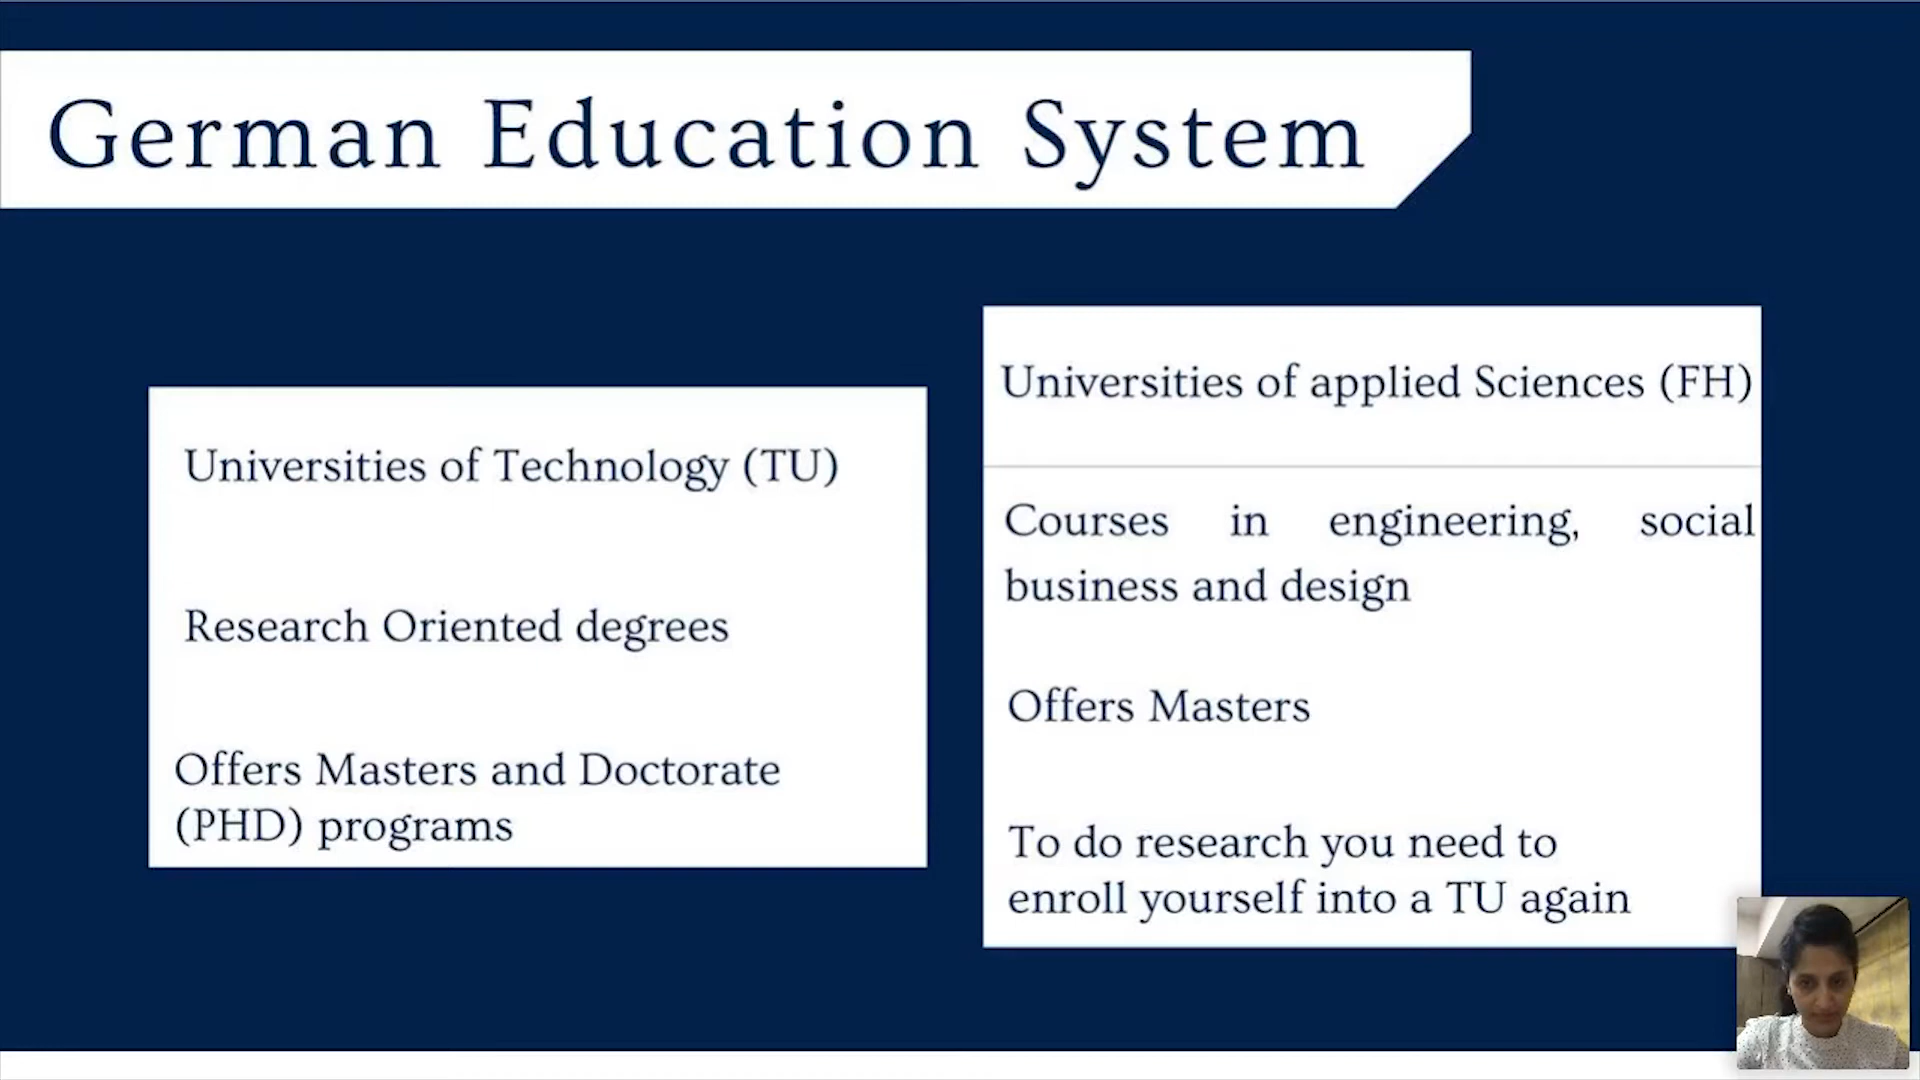 German Education System
Universities of Technology (TU)
Research Oriented degrees
Offers Masters and Doctorate
(PHD) programs
Universities of applied Sciences (FH)
Courses in engineering, social
business and design
Offers Masters
To do research you need to
enroll yourself into a TU again